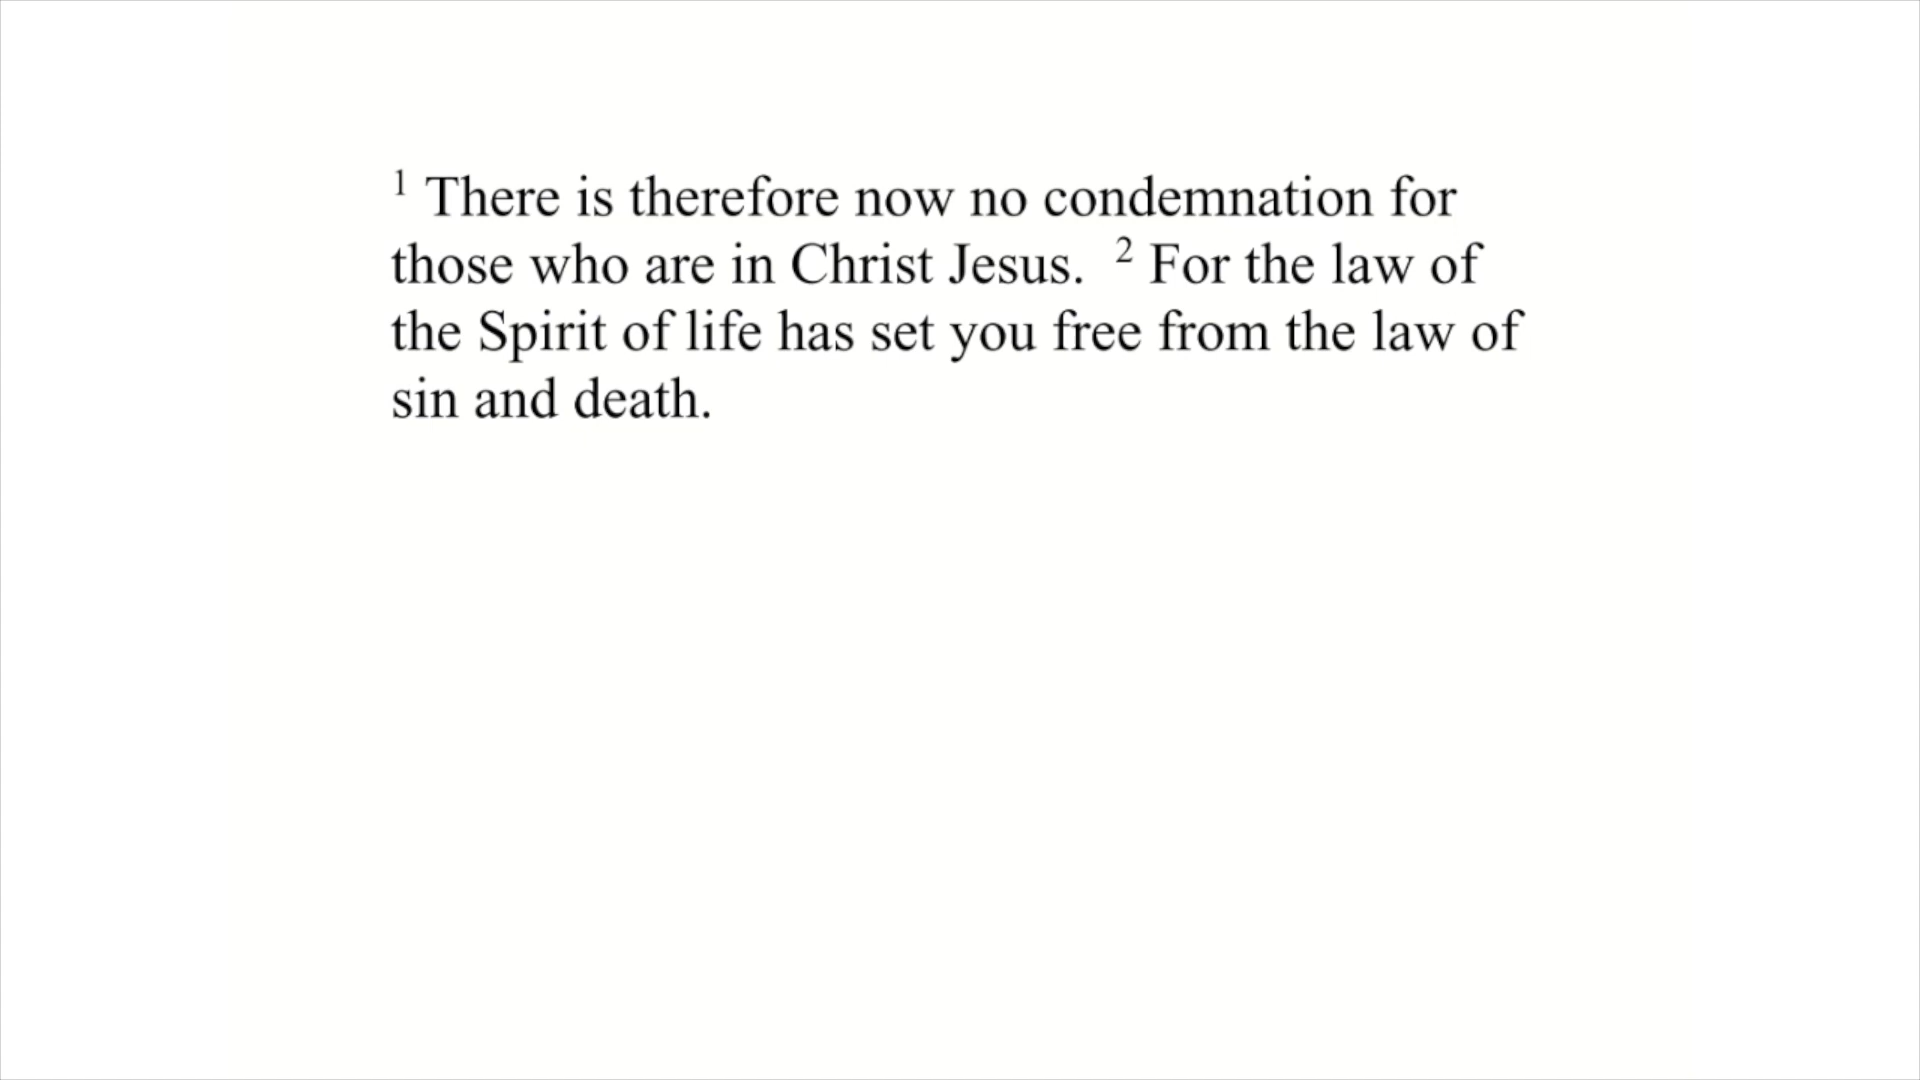 1 There is therefore now no condemnation for
those who are in Christ Jesus. 2 For the law of
the Spirit of life has set you free from the law of
sin and death.